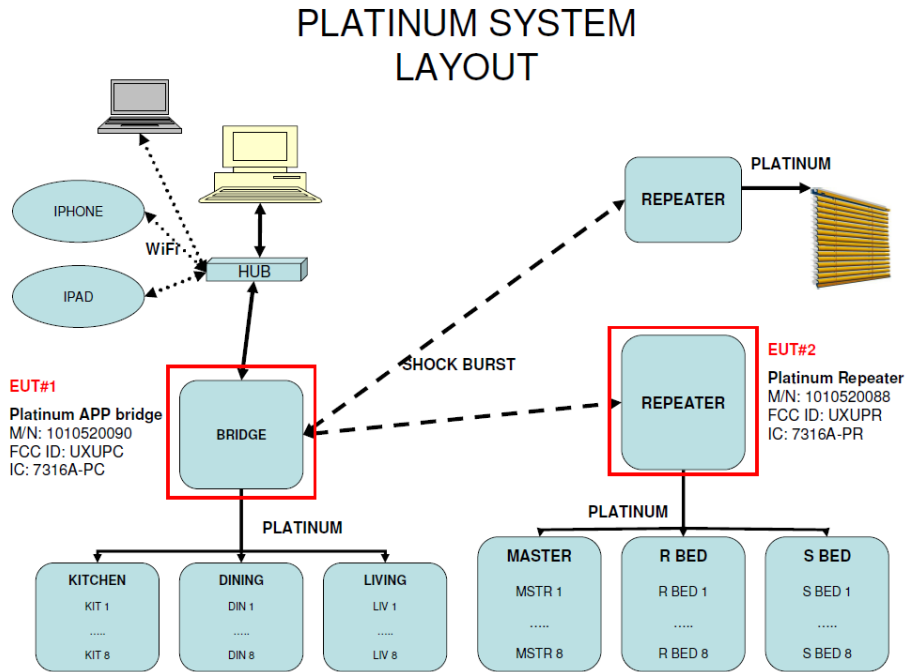 PLATINUM SYSTEM
LAYOUT
PLATINUM
REPEATER
IPHONE
WiFi
HUB
IPAD
SHOCK BURST
EUT#1
Platinum APP bridge
M/N: 1010520090
FCC ID: UXUPC
IC: 7316A-PC
BRIDGE
REPEATER
EUT#2
Platinum Repeater
M/N: 1010520088
FCC ID: UXUPR
IC: 7316A-PR
PLATINUM
KITCHEN
KIT 1
.....
KIT 8
DINING
DIN 1
.....
DIN 8
LIVING
LIV 1
.....
LIV 8
PLATINUM
MASTER
MSTR 1
.....
MSTR 8
R BED
R BED 1
.....
R BED 8
S BED
S BED 1
.....
S BED 8